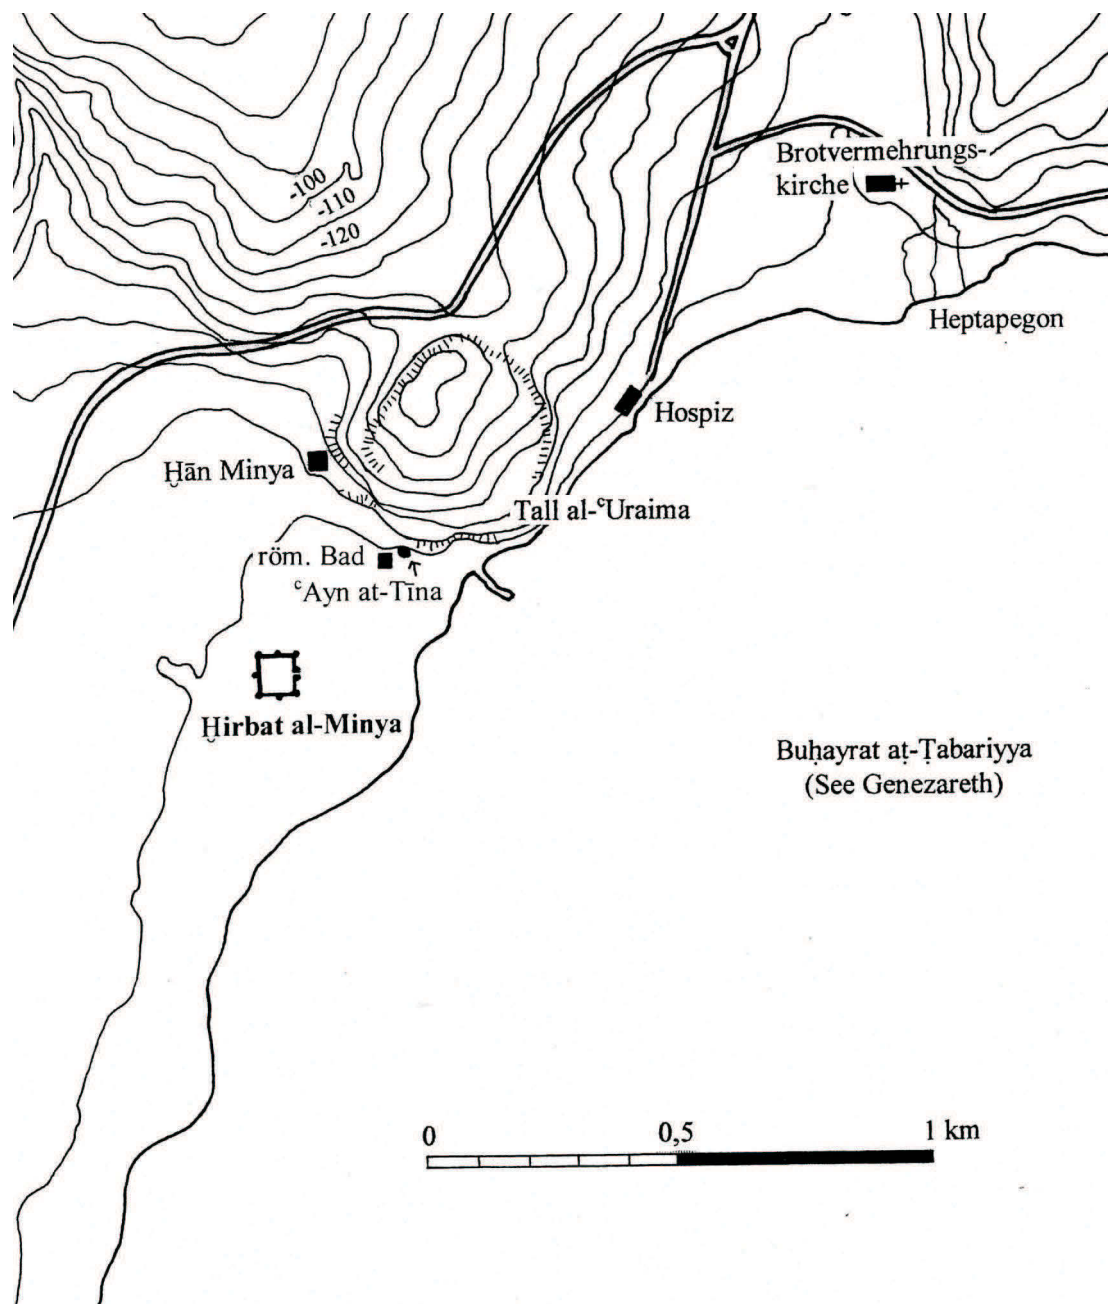 -100
-110
-120
Brotvermehrungs-
kirche
Heptapegon
Hospiz
Ḫān Minya
Tall al-ʿUraima
röm. Bad
ʿAyn at-Tīna
Ḫirbat al-Minya
Buḥayrat aṭ-Ṭabariyya
(See Genezareth)
0
0,5
1 km